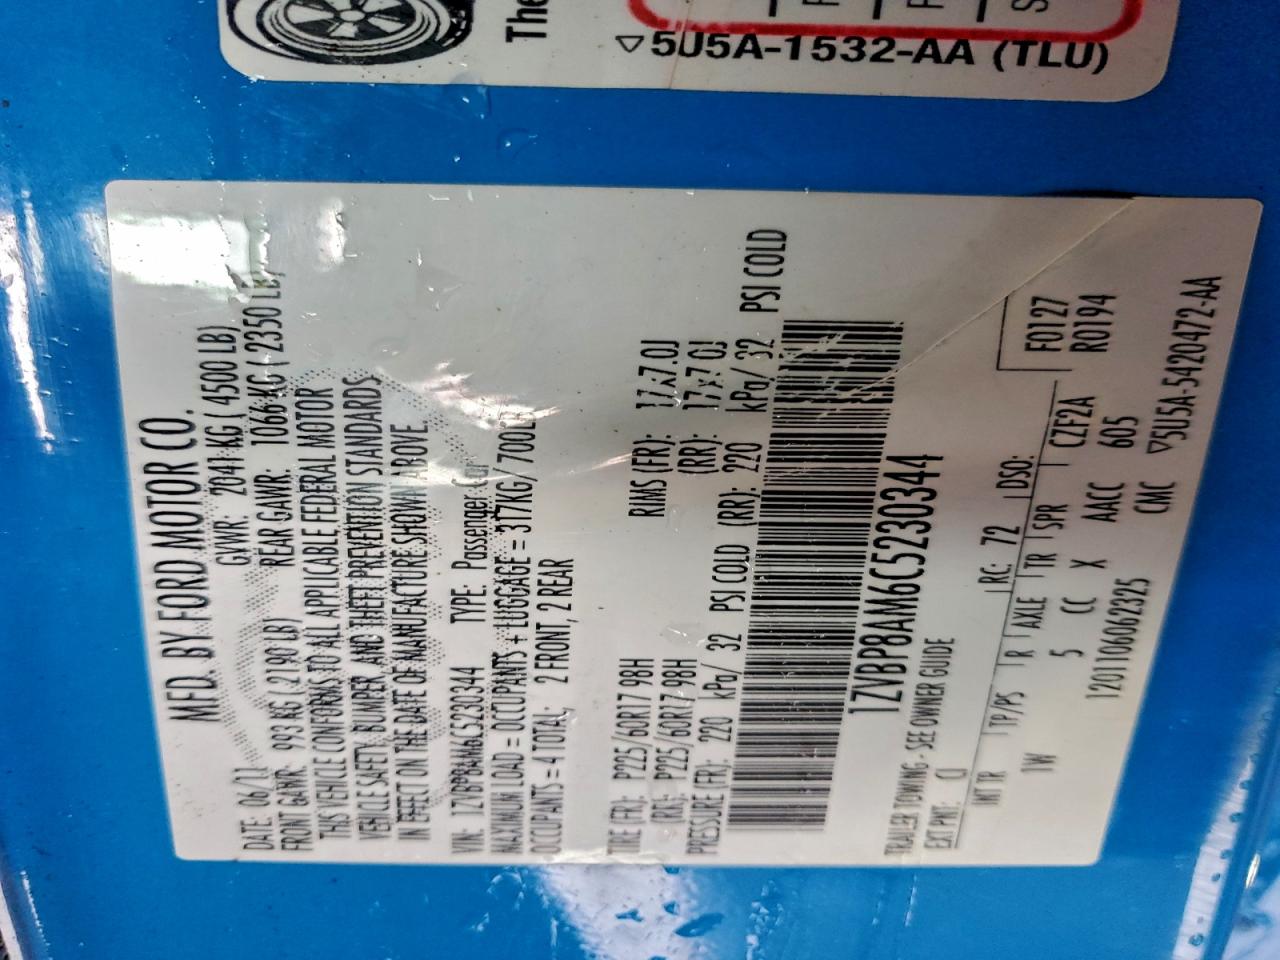 The
▽5U5A-1532-AA (TLU)
MFD. BY FORD MOTOR CO.
DATE: 06/11 GVWR: 2041 KG ( 4500 LB)
FRONT GAWR: 993 KG ( 2190 LB) REAR GAWR: 1066 KG ( 2350 LB)
THIS VEHICLE CONFORMS TO ALL APPLICABLE FEDERAL MOTOR
VEHICLE SAFETY, BUMPER, AND THEFT PREVENTION STANDARDS
IN EFFECT ON THE DATE OF MANUFACTURE SHOWN ABOVE.
VIN: 1ZVBP8AM6C5230344 TYPE: Passenger Car
MAXIMUM LOAD = OCCUPANTS + LUGGAGE = 317KG/ 700LB
OCCUPANTS = 4 TOTAL: 2 FRONT, 2 REAR
TIRE (FR): P225/60R17 98H RIMS (FR): 17x7.0J
(RR): P225/60R17 98H (RR): 17x7.0J
PRESSURE (FR): 220 kPa/ 32 PSI COLD (RR): 220 kPa/ 32 PSI COLD
1ZVBP8AM6C5230344
TRAILER TOWING - SEE OWNER GUIDE
EXT PNT: CI RC: 72 DSO: F0127
INT TR TP/PS R AXLE TR SPR R0194
1W 5 CC X CZF2A
AACC 605
12011060062325 CMC ▽5U5A-5420472-AA